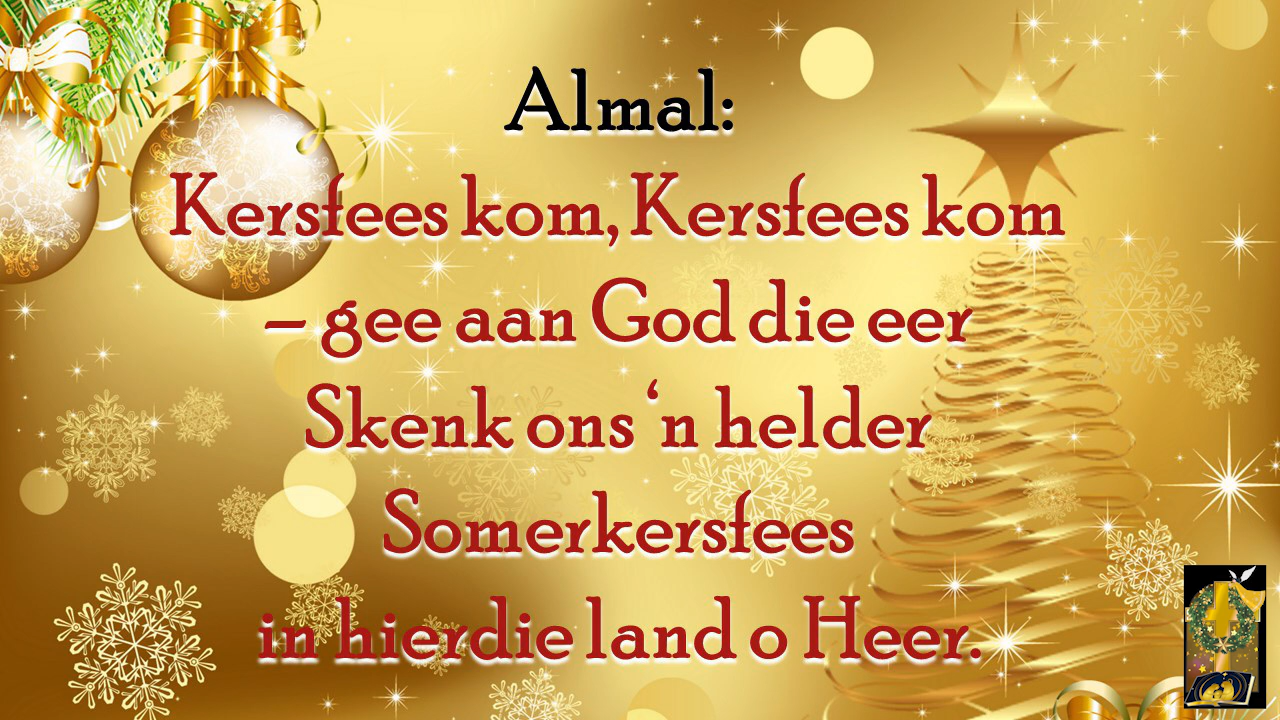 Almal:
Kersfees kom, Kersfees kom
– gee aan God die eer
Skenk ons ‘n helder
Somerkersfees
in hierdie land o Heer.